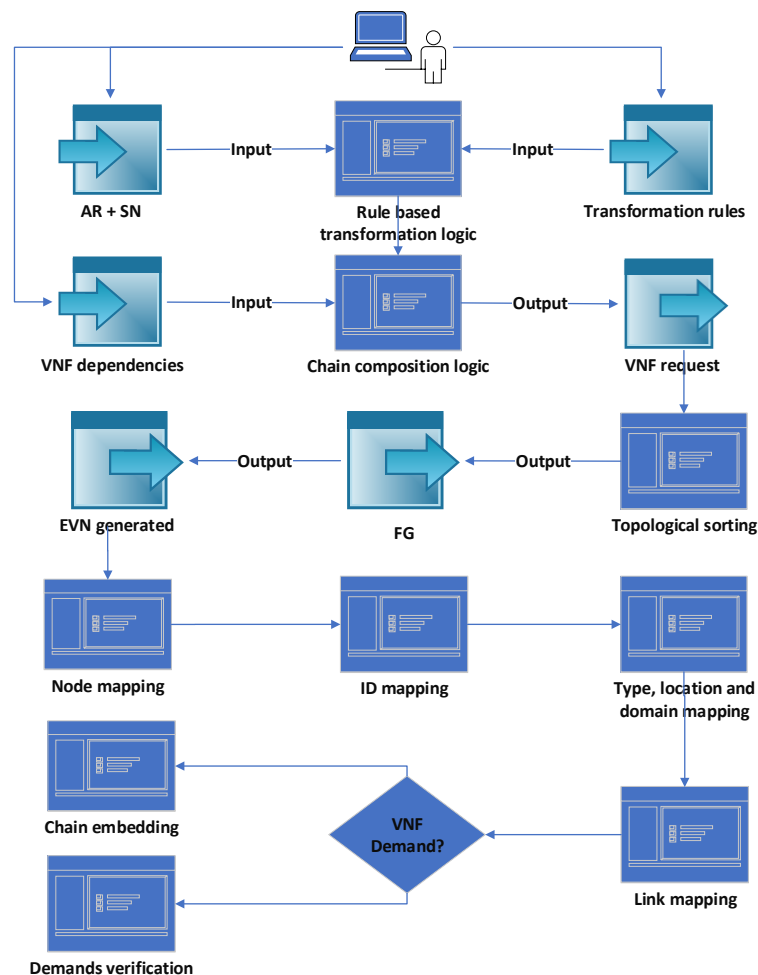 Input
Input
AR + SN
Rule based
transformation logic
Transformation rules
Input
Output
VNF dependencies
Chain composition logic
VNF request
Output
Output
EVN generated
FG
Topological sorting
Node mapping
ID mapping
Type, location and
domain mapping
Chain embedding
VNF
Demand?
Link mapping
Demands verification